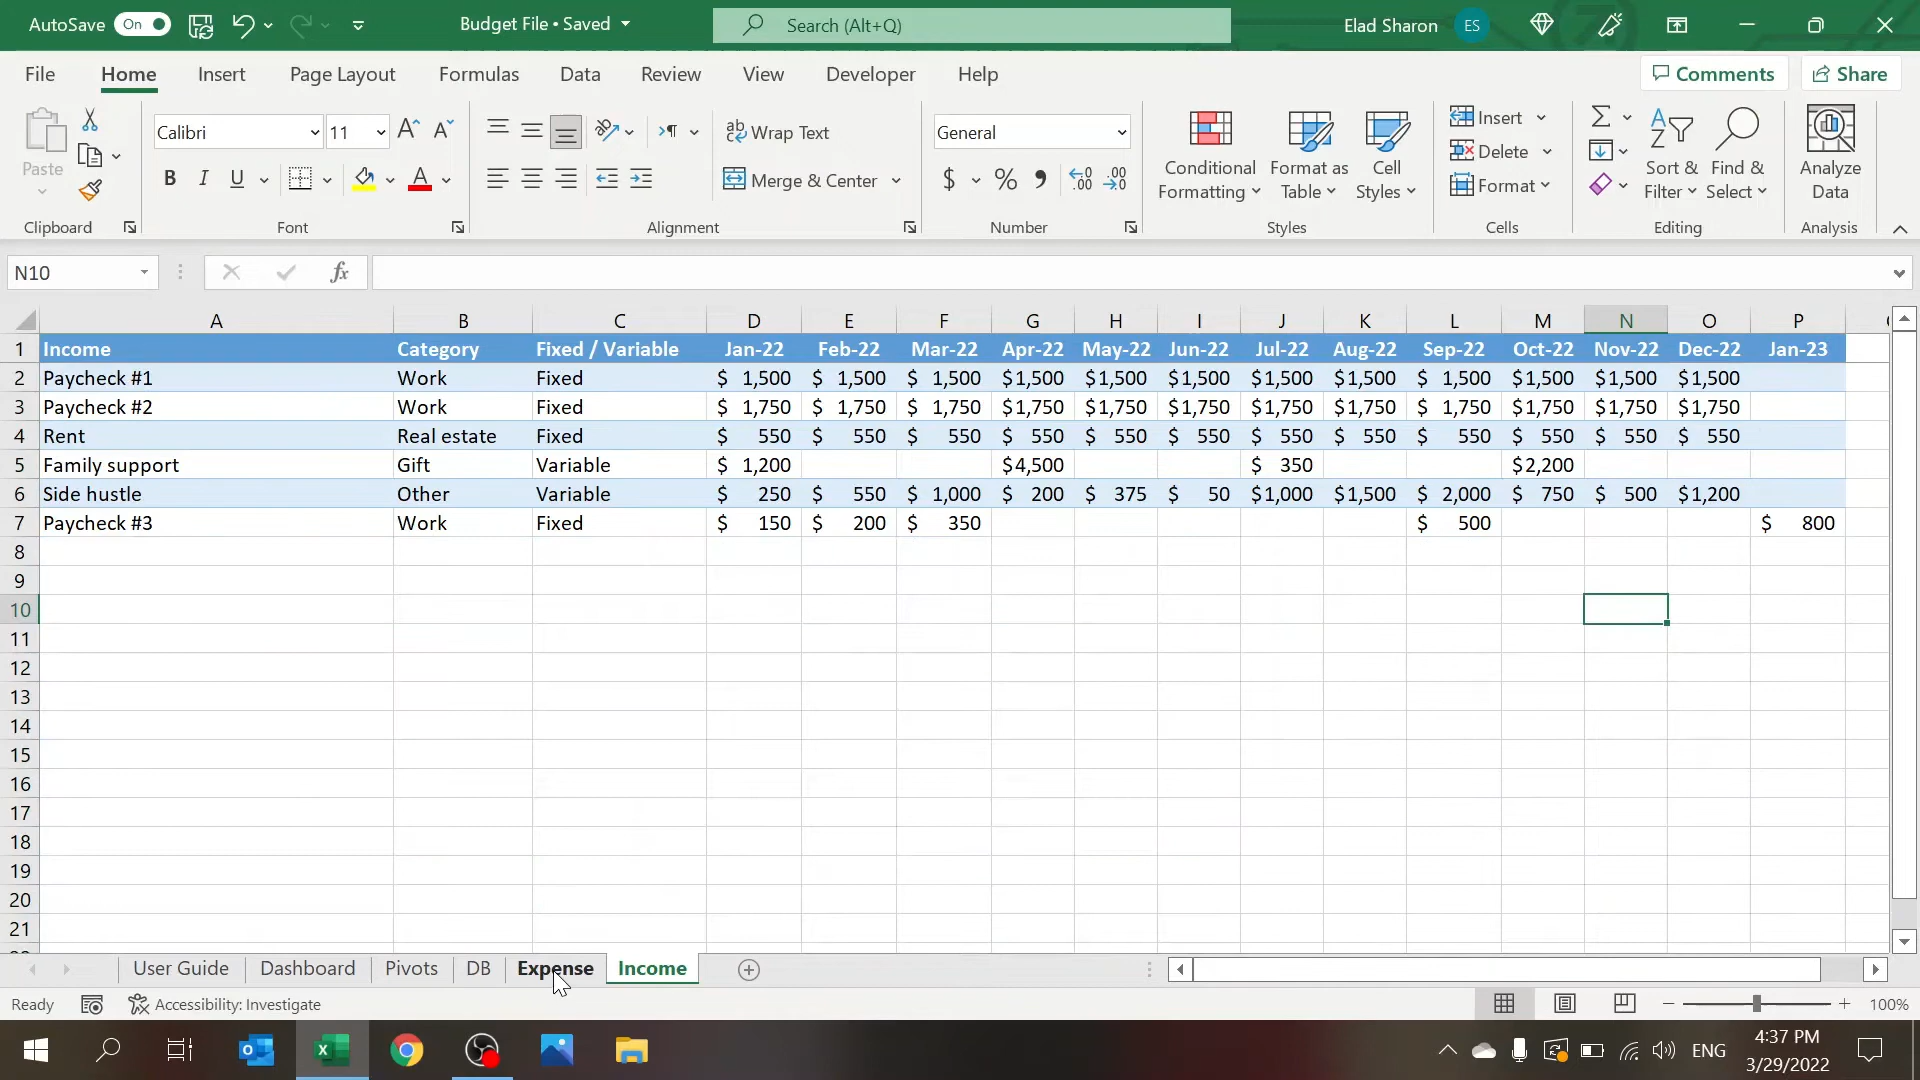 AutoSave On Budget File • Saved Search (Alt+Q) Elad Sharon ES
File Home Insert Page Layout Formulas Data Review View Developer Help Comments Share
Paste Calibri 11 Wrap Text General Conditional Formatting Format as Table Cell Styles Insert Sort & Filter Find & Select Analyze Data
Merge & Center Delete
Format
Clipboard Font Alignment Number Styles Cells Editing Analysis
N10 fx
A B C D E F G H I J K L M N O P
1 Income Category Fixed / Variable Jan-22 Feb-22 Mar-22 Apr-22 May-22 Jun-22 Jul-22 Aug-22 Sep-22 Oct-22 Nov-22 Dec-22 Jan-23
2 Paycheck #1 Work Fixed $ 1,500 $ 1,500 $ 1,500 $1,500 $1,500 $1,500 $1,500 $1,500 $ 1,500 $1,500 $1,500 $1,500
3 Paycheck #2 Work Fixed $ 1,750 $ 1,750 $ 1,750 $1,750 $1,750 $1,750 $1,750 $1,750 $ 1,750 $1,750 $1,750 $1,750
4 Rent Real estate Fixed $ 550 $ 550 $ 550 $ 550 $ 550 $ 550 $ 550 $ 550 $ 550 $ 550 $ 550 $ 550
5 Family support Gift Variable $ 1,200 $4,500 $ 350 $2,200
6 Side hustle Other Variable $ 250 $ 550 $ 1,000 $ 200 $ 375 $ 50 $1,000 $1,500 $ 2,000 $ 750 $ 500 $1,200
7 Paycheck #3 Work Fixed $ 150 $ 200 $ 350 $ 500 $ 800
8
9
10
11
12
13
14
15
16
17
18
19
20
21
User Guide Dashboard Pivots DB Expense Income
Ready Accessibility: Investigate 100%
ENG 4:37 PM
3/29/2022